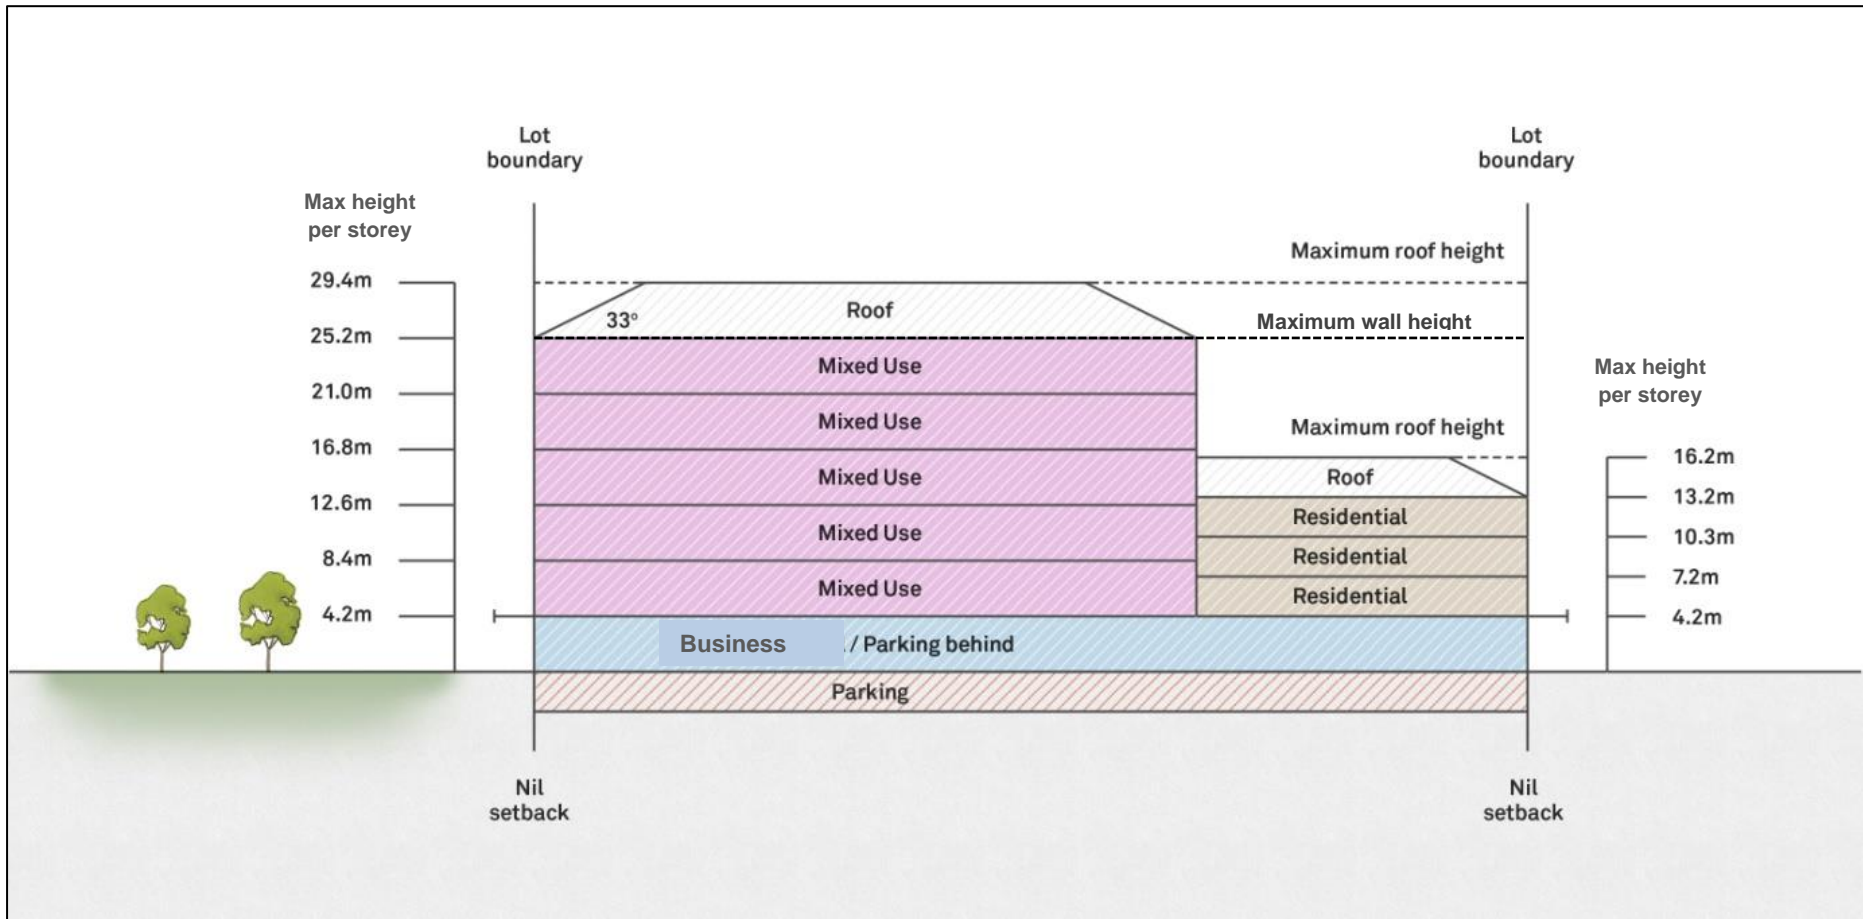 Lot
boundary
Lot
boundary
Max height
per storey
Maximum roof height
29.4m
Roof
33°
Maximum wall height
25.2m
Mixed Use
Max height
per storey
21.0m
Mixed Use
Maximum roof height
16.8m
16.2m
Mixed Use
Roof
12.6m
13.2m
Residential
Mixed Use
10.3m
8.4m
Residential
7.2m
Mixed Use
Residential
4.2m
4.2m
Business / Parking behind
Parking
Nil
setback
Nil
setback